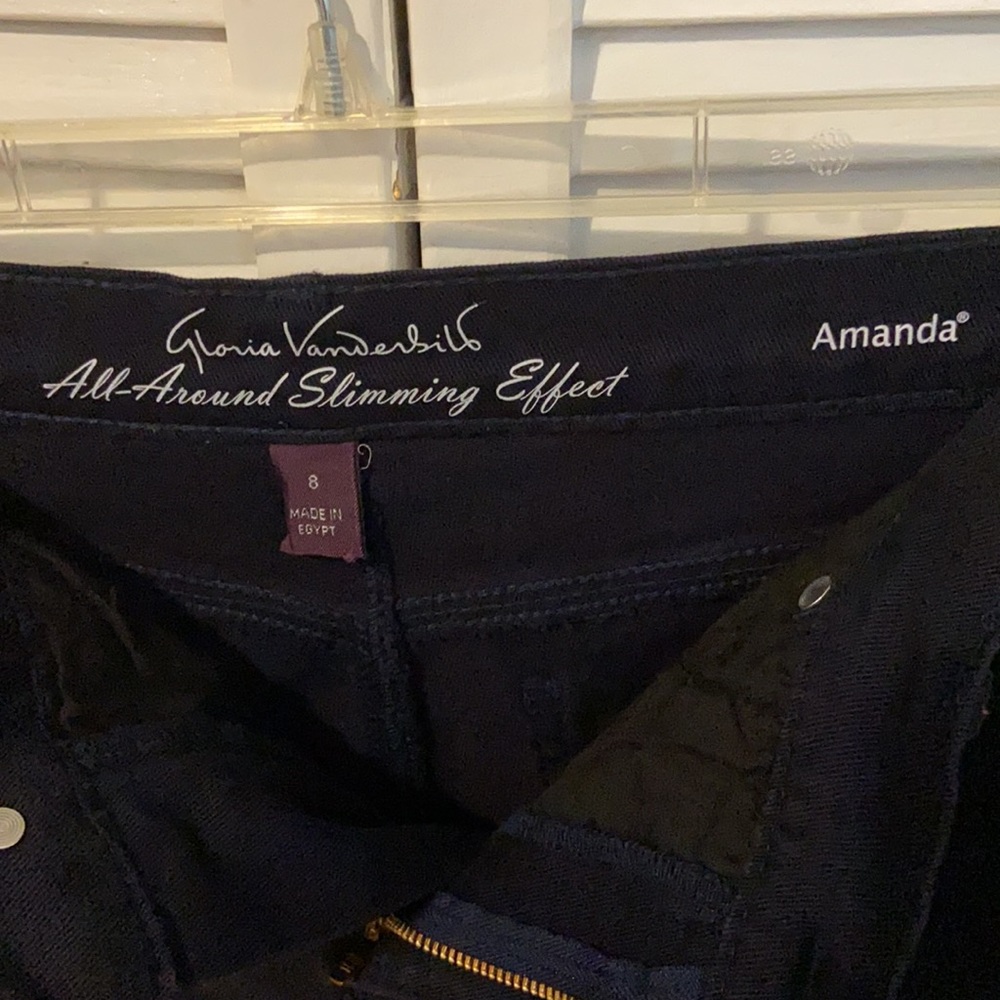 Gloria Vanderbilt
All-Around Slimming Effect
Amanda®
8
MADE IN
EGYPT